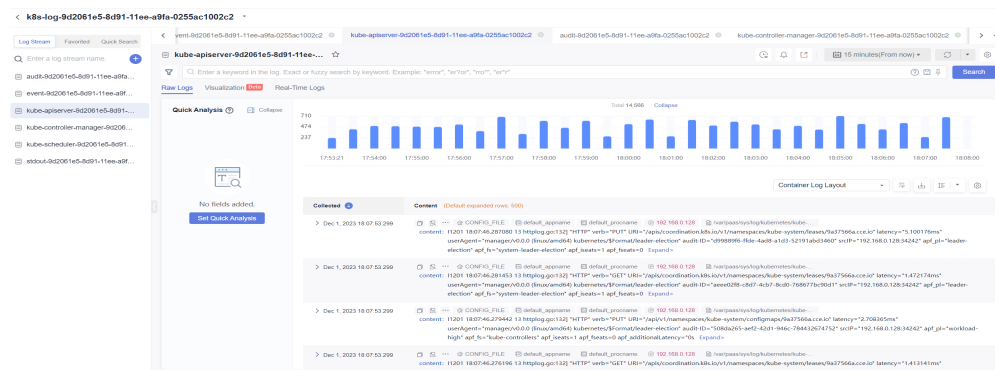 k8s-log-9d2061e5-8d91-11ee-a9fa-0255ac1002c2
Log Stream Favorited Quick Search
Enter a log stream name.
audit-9d2061e5-8d91-11ee-a9fa...
event-9d2061e5-8d91-11ee-a9f...
kube-apiserver-9d2061e5-8d91-...
kube-controller-manager-9d206...
kube-scheduler-9d2061e5-8d91...
stdout-9d2061e5-8d91-11ee-a9f...
vent-9d2061e5-8d91-11ee-a9fa-0255ac1002c2 kube-apiserver-9d2061e5-8d91-11ee-a9fa-0255ac1002c2 audit-9d2061e5-8d91-11ee-a9fa-0255ac1002c2 kube-controller-manager-9d2061e5-8d91-11ee-a9fa-0255ac1002c2
kube-apiserver-9d2061e5-8d91-11ee-... 15 minutes(From now)
Enter a keyword in the log. Exact or fuzzy search by keyword. Example: "errxr", "er?or", "rro*", "er*r" Search
Raw Logs Visualization Beta Real-Time Logs
Quick Analysis Collapse
No fields added.
Set Quick Analysis
Total 14,566 Collapse
710
474
237
17:53:21 17:54:00 17:55:00 17:56:00 17:57:00 17:58:00 17:59:00 18:00:00 18:01:00 18:02:00 18:03:00 18:04:00 18:05:00 18:06:00 18:07:00 18:08:00
Container Log Layout
Collected Content (Default expanded rows: 500)
Dec 1, 2023 18:07:53.299 CONFIG_FILE default_appname default_procname 192.168.0.128 /var/paas/sys/log/kubernetes/kube-...
content: I1201 18:07:46.287080 13 httplog.go:132] "HTTP" verb="PUT" URI="/apis/coordination.k8s.io/v1/namespaces/kube-system/leases/9a37566a.cce.io" latency="5.100176ms"
userAgent="manager/v0.0.0 (linux/amd64) kubernetes/$Format/leader-election" audit-ID="d99889f6-ffde-4ad8-a1d3-52191abd3460" srcIP="192.168.0.128:34242" apf_pl="leader-
election" apf_fs="system-leader-election" apf_iseats=1 apf_fseats=0 Expand
Dec 1, 2023 18:07:53.299 CONFIG_FILE default_appname default_procname 192.168.0.128 /var/paas/sys/log/kubernetes/kube-...
content: I1201 18:07:46.281453 13 httplog.go:132] "HTTP" verb="GET" URI="/apis/coordination.k8s.io/v1/namespaces/kube-system/leases/9a37566a.cce.io" latency="1.472174ms"
userAgent="manager/v0.0.0 (linux/amd64) kubernetes/$Format/leader-election" audit-ID="aeee02f8-c8d7-4cb7-8cd0-768677bc90d1" srcIP="192.168.0.128:34242" apf_pl="leader-
election" apf_fs="system-leader-election" apf_iseats=1 apf_fseats=0 Expand
Dec 1, 2023 18:07:53.299 CONFIG_FILE default_appname default_procname 192.168.0.128 /var/paas/sys/log/kubernetes/kube-...
content: I1201 18:07:46.279442 13 httplog.go:132] "HTTP" verb="PUT" URI="/api/v1/namespaces/kube-system/configmaps/9a37566a.cce.io" latency="2.708365ms"
userAgent="manager/v0.0.0 (linux/amd64) kubernetes/$Format/leader-election" audit-ID="508da265-aef2-42d1-946c-784432674752" srcIP="192.168.0.128:34242" apf_pl="workload-
high" apf_fs="kube-controllers" apf_iseats=1 apf_fseats=0 apf_additionalLatency="0s Expand
Dec 1, 2023 18:07:53.299 CONFIG_FILE default_appname default_procname 192.168.0.128 /var/paas/sys/log/kubernetes/kube-...
content: I1201 18:07:46.276196 13 httplog.go:132] "HTTP" verb="GET" URI="/apis/coordination.k8s.io/v1/namespaces/kube-system/leases/9a37566a.cce.io" latency="1.413141ms"